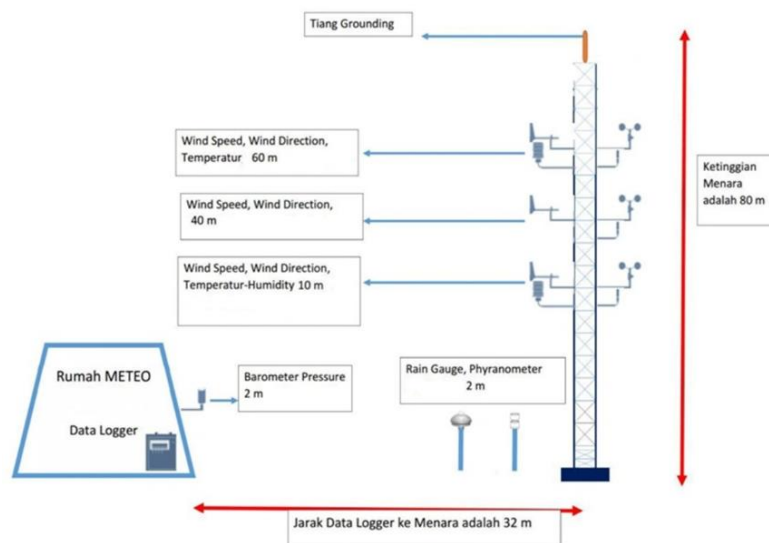 Tiang Grounding
Wind Speed, Wind Direction,
Temperatur 60 m
Ketinggian
Menara
adalah 80 m
Wind Speed, Wind Direction,
40 m
Wind Speed, Wind Direction,
Temperatur-Humidity 10 m
Rumah METEO
Data Logger
Barometer Pressure
2 m
Rain Gauge, Phyranometer
2 m
Jarak Data Logger ke Menara adalah 32 m